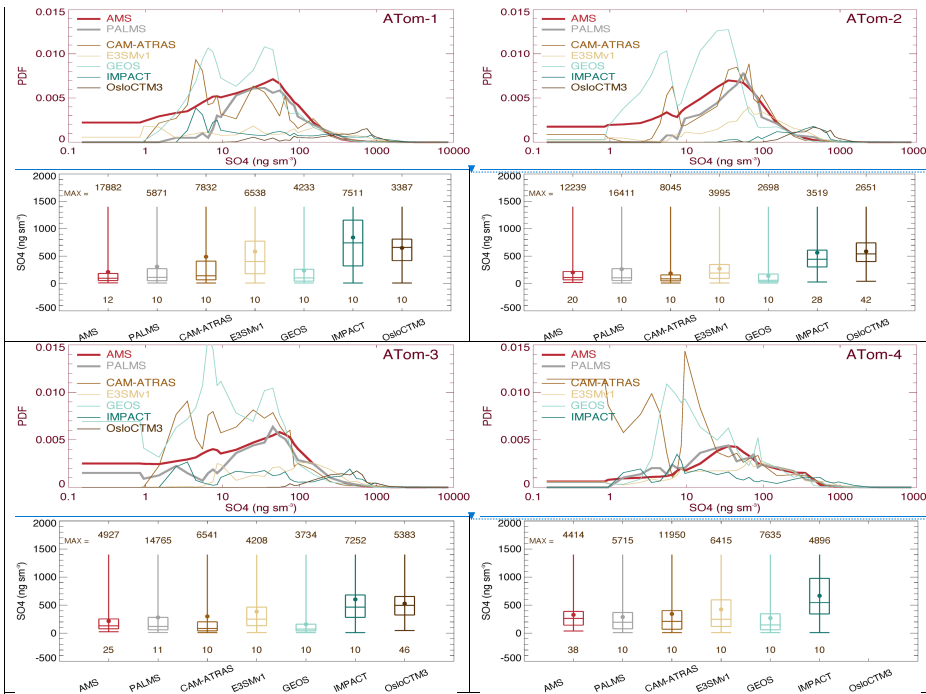 0.015
AMS
ATom-1
PALMS
0.010
CAM-ATRAS
E3SMv1
GEOS
PDF
IMPACT
0.005
OsloCTM3
0
0.1 1 10 100 1000 10000
SO4 (ng sm⁻³)
2000
MAX = 17882 5871 7832 6538 4233 7511 3387
1500
1000
SO4 (ng sm⁻³)
500
0
12 10 10 10 10 10 10
-500
AMS PALMS CAM-ATRAS E3SMv1 GEOS IMPACT OsloCTM3
0.015
AMS
ATom-2
PALMS
0.010
CAM-ATRAS
E3SMv1
GEOS
PDF
IMPACT
0.005
OsloCTM3
0
0.1 1 10 100 1000 10000
SO4 (ng sm⁻³)
2000
MAX = 12239 16411 8045 3995 2698 3519 2651
1500
1000
SO4 (ng sm⁻³)
500
0
20 10 10 10 10 28 42
-500
AMS PALMS CAM-ATRAS E3SMv1 GEOS IMPACT OsloCTM3
0.015
AMS
ATom-3
PALMS
0.010
CAM-ATRAS
E3SMv1
GEOS
PDF
IMPACT
0.005
OsloCTM3
0
0.1 1 10 100 1000 10000
SO4 (ng sm⁻³)
2000
MAX = 4927 14765 6541 4208 3734 7252 5383
1500
1000
SO4 (ng sm⁻³)
500
0
25 11 10 10 10 10 46
-500
AMS PALMS CAM-ATRAS E3SMv1 GEOS IMPACT OsloCTM3
0.015
AMS
ATom-4
PALMS
0.010
CAM-ATRAS
E3SMv1
GEOS
PDF
IMPACT
0.005
0
0.1 1 10 100 1000 10000
SO4 (ng sm⁻³)
2000
MAX = 4414 5715 11950 6415 7635 4896
1500
1000
SO4 (ng sm⁻³)
500
0
38 10 10 10 10 10
-500
AMS PALMS CAM-ATRAS E3SMv1 GEOS IMPACT OsloCTM3